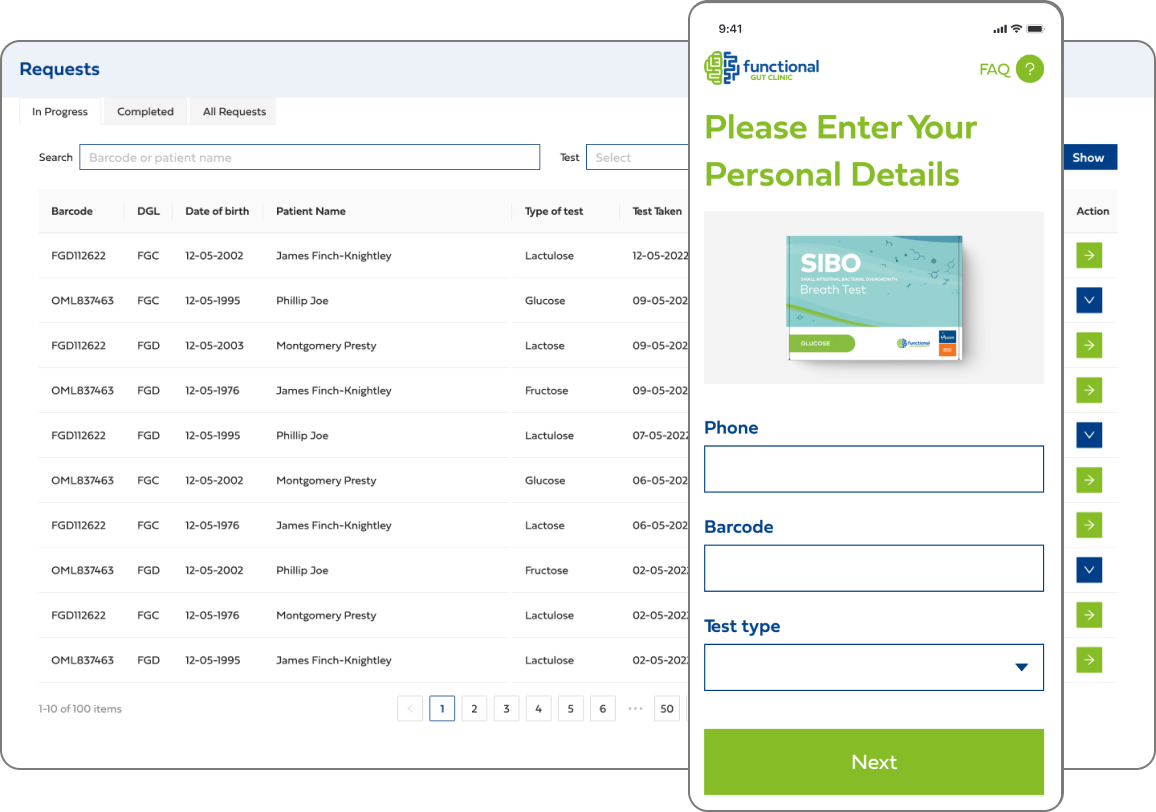 Requests
In Progress Completed All Requests
Search Barcode or patient name Test Select Show
Barcode DGL Date of birth Patient Name Type of test Test Taken Action
FGD112622 FGC 12-05-2002 James Finch-Knightley Lactulose 12-05-2022
OML837463 FGC 12-05-1995 Phillip Joe Glucose 09-05-202
FGD112622 FGD 12-05-2003 Montgomery Presty Lactose 09-05-202
OML837463 FGD 12-05-1976 James Finch-Knightley Fructose 09-05-202
FGD112622 FGD 12-05-1995 Phillip Joe Lactulose 07-05-2022
OML837463 FGC 12-05-2002 Montgomery Presty Glucose 06-05-202
FGD112622 FGC 12-05-1976 James Finch-Knightley Lactose 06-05-202
OML837463 FGD 12-05-2002 Phillip Joe Fructose 02-05-202
FGD112622 FGC 12-05-1976 Montgomery Presty Lactulose 02-05-202
OML837463 FGD 12-05-1995 James Finch-Knightley Lactulose 02-05-202
1-10 of 100 items < 1 2 3 4 5 6 ••• 50
9:41
functional
GUT CLINIC
FAQ ?
Please Enter Your
Personal Details
SIBO
SMALL INTESTINAL BACTERIAL OVERGROWTH
Breath Test
GLUCOSE
functional
Phone
Barcode
Test type
Next